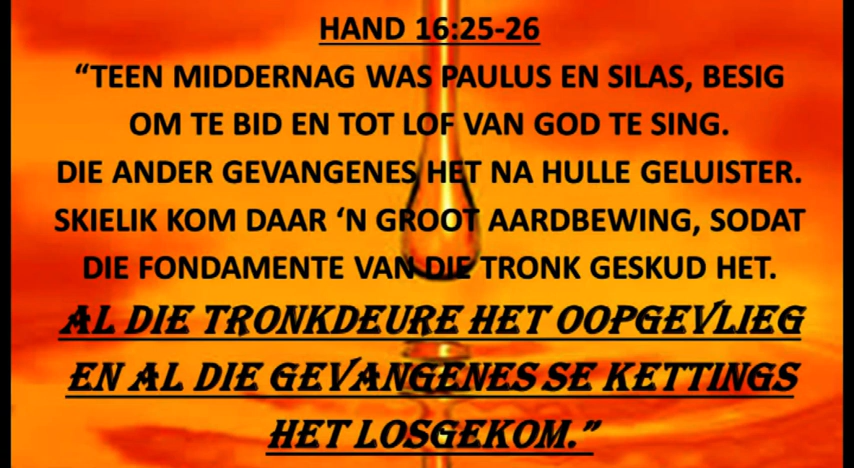 HAND 16:25-26
“TEEN MIDDERNAG WAS PAULUS EN SILAS, BESIG
OM TE BID EN TOT LOF VAN GOD TE SING.
DIE ANDER GEVANGENES HET NA HULLE GELUISTER.
SKIELIK KOM DAAR ‘N GROOT AARDBEWING, SODAT
DIE FONDAMENTE VAN DIE TRONK GESKUD HET.
AL DIE TRONKDEURE HET OOPGEVLIEG
EN AL DIE GEVANGENES SE KETTINGS
HET LOSGEKOM.”